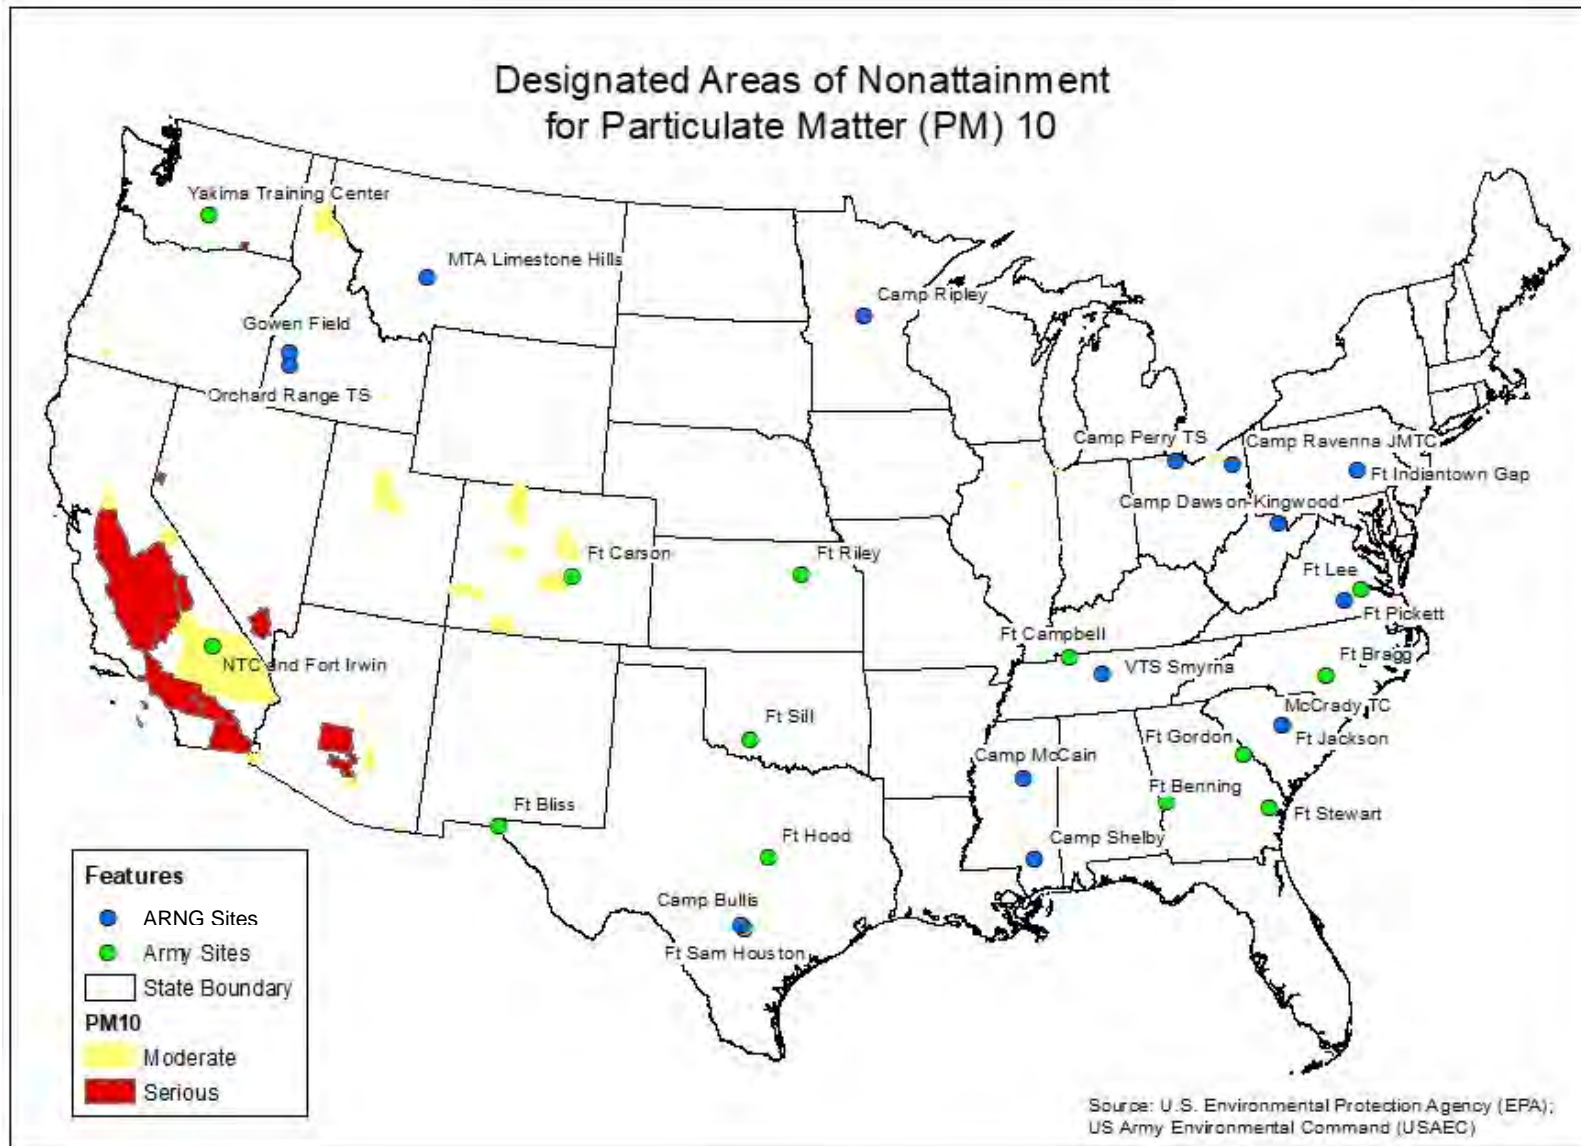 Designated Areas of Nonattainment
for Particulate Matter (PM) 10
Yakima Training Center
MTA Limestone Hills
Camp Ripley
Gowen Field
Orchard Range TS
Camp Perry TS
Camp Ravenna JMTC
Ft Indiantown Gap
Camp Dawson-Kingwood
Ft Carson
Ft Riley
Ft Lee
Ft Pickett
Ft Campbell
NTC and Fort Irwin
VTS Smyrna
Ft Bragg
McCrady TC
Ft Sill
Ft Gordon
Ft Jackson
Camp McCain
Ft Benning
Ft Bliss
Ft Stewart
Ft Hood
Camp Shelby
Camp Bullis
Ft Sam Houston
Features
ARNG Sites
Army Sites
State Boundary
PM10
Moderate
Serious
Source: U.S. Environmental Protection Agency (EPA);
US Army Environmental Command (USAEC)